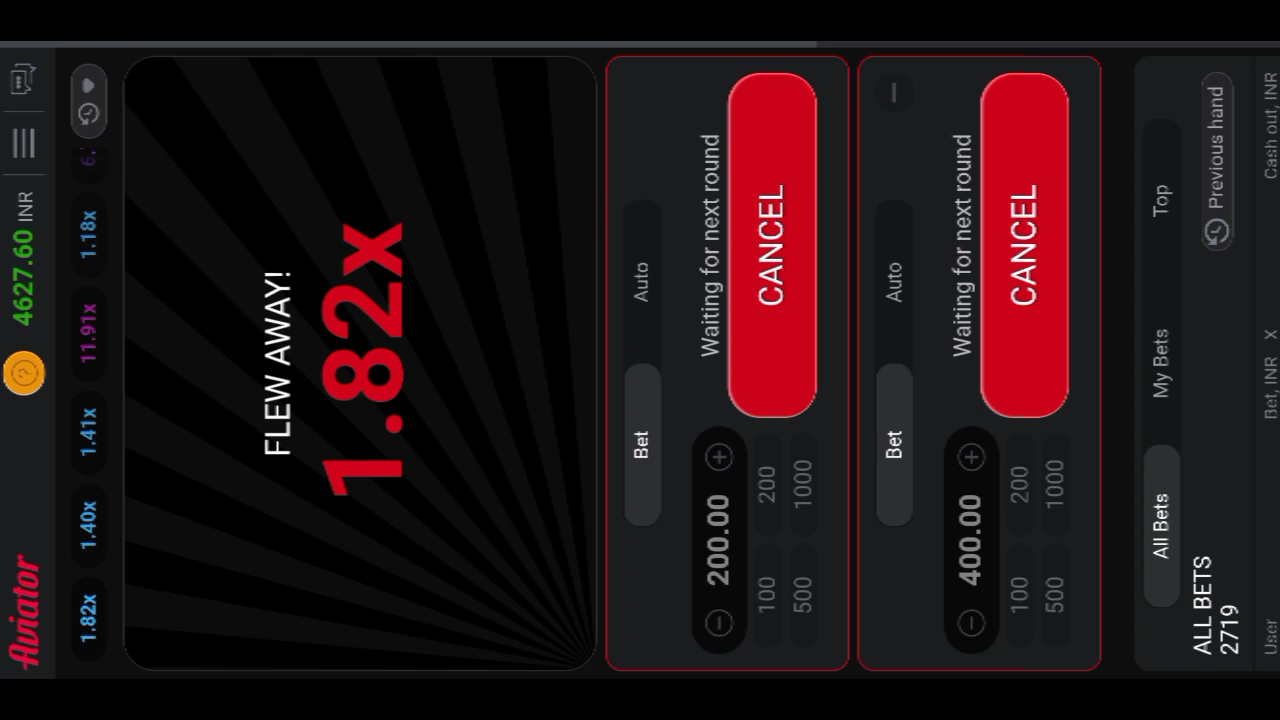 Aviator
4627.60 INR
1.82x 1.40x 1.41x 11.91x 1.18x
FLEW AWAY!
1.82x
Bet Auto
200.00
100 200
500 1000
Waiting for next round
CANCEL
Bet Auto
400.00
100 200
500 1000
Waiting for next round
CANCEL
All Bets My Bets Top
ALL BETS
2719
Previous hand
User Bet, INR X Cash out, INR